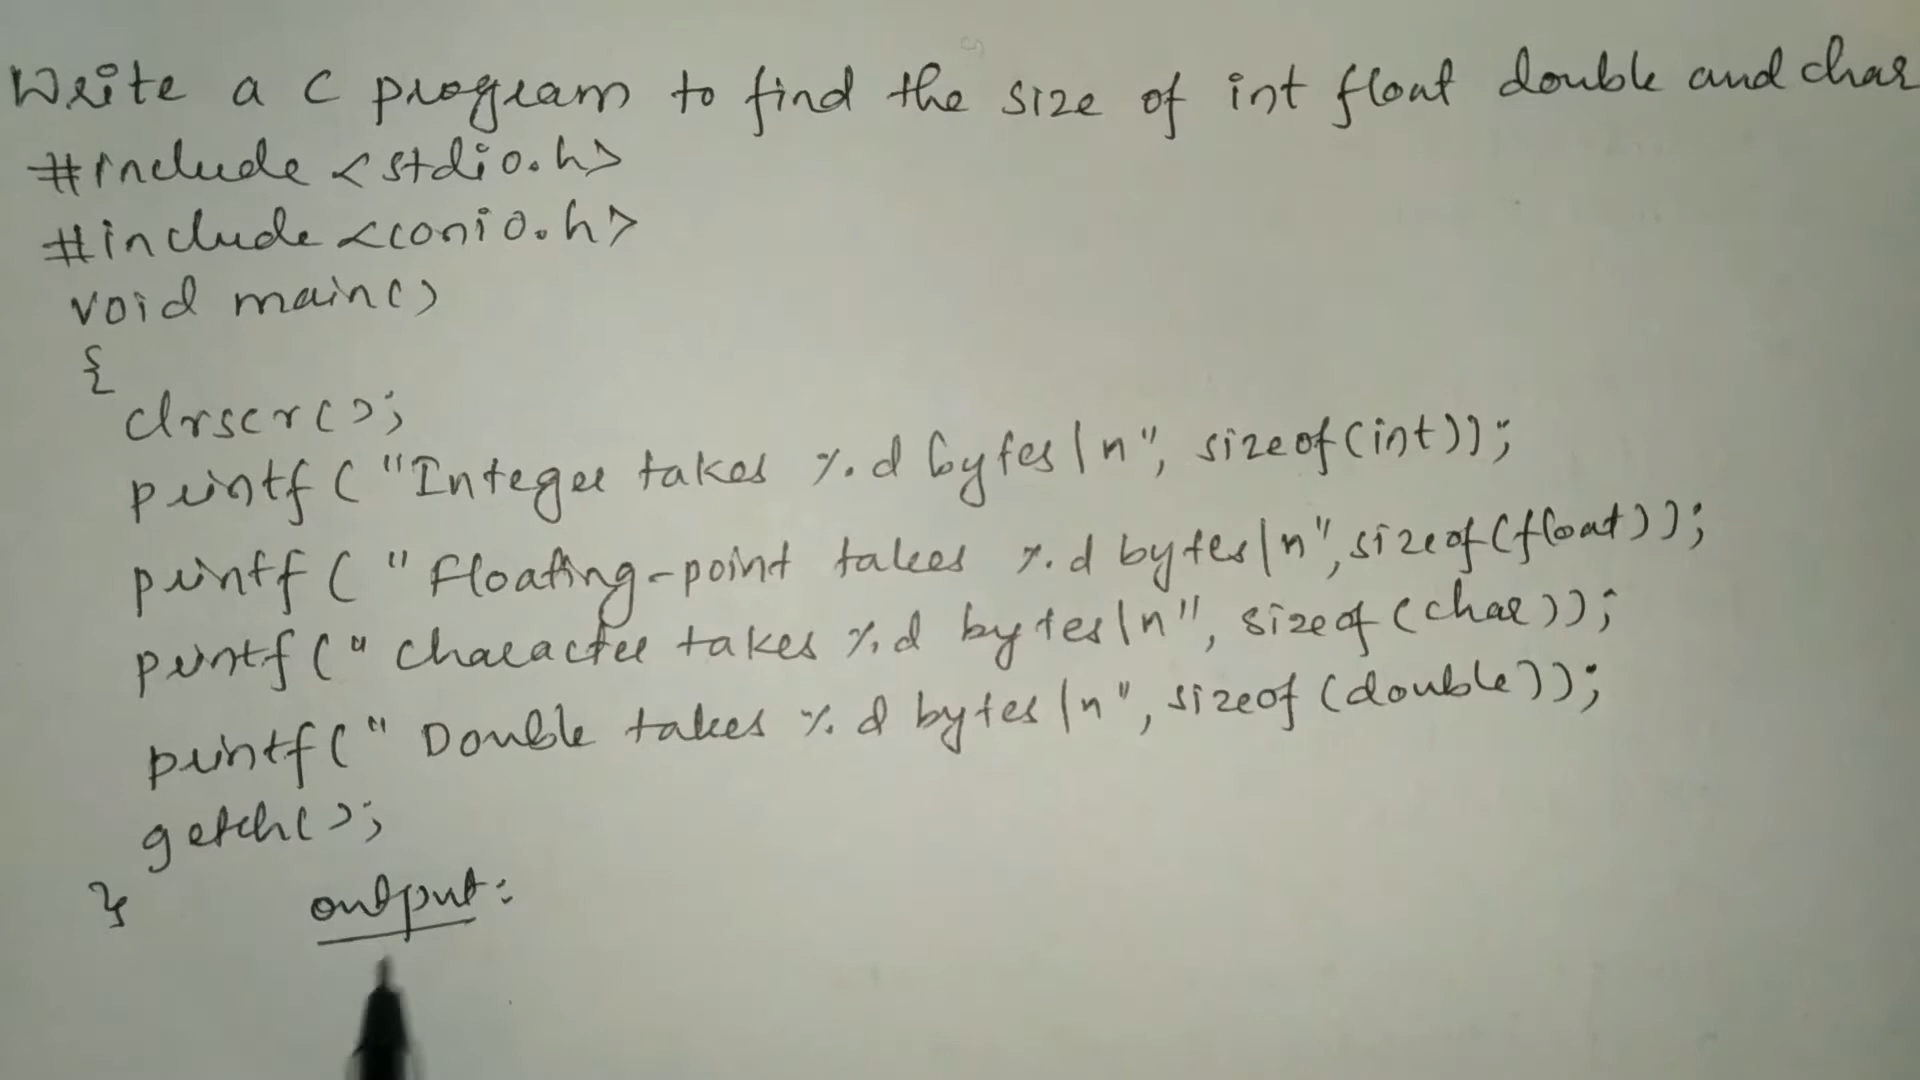 Write a C program to find the size of int float double and char
#include <stdio.h>
#include <conio.h>
void main()
{
clrscr();
printf("Integer takes %d bytes\n", sizeof(int));
printf("Floating-point takes %d bytes\n", sizeof(float));
printf("Character takes %d bytes\n", sizeof(char));
printf("Double takes %d bytes\n", sizeof(double));
getch();
}
output: